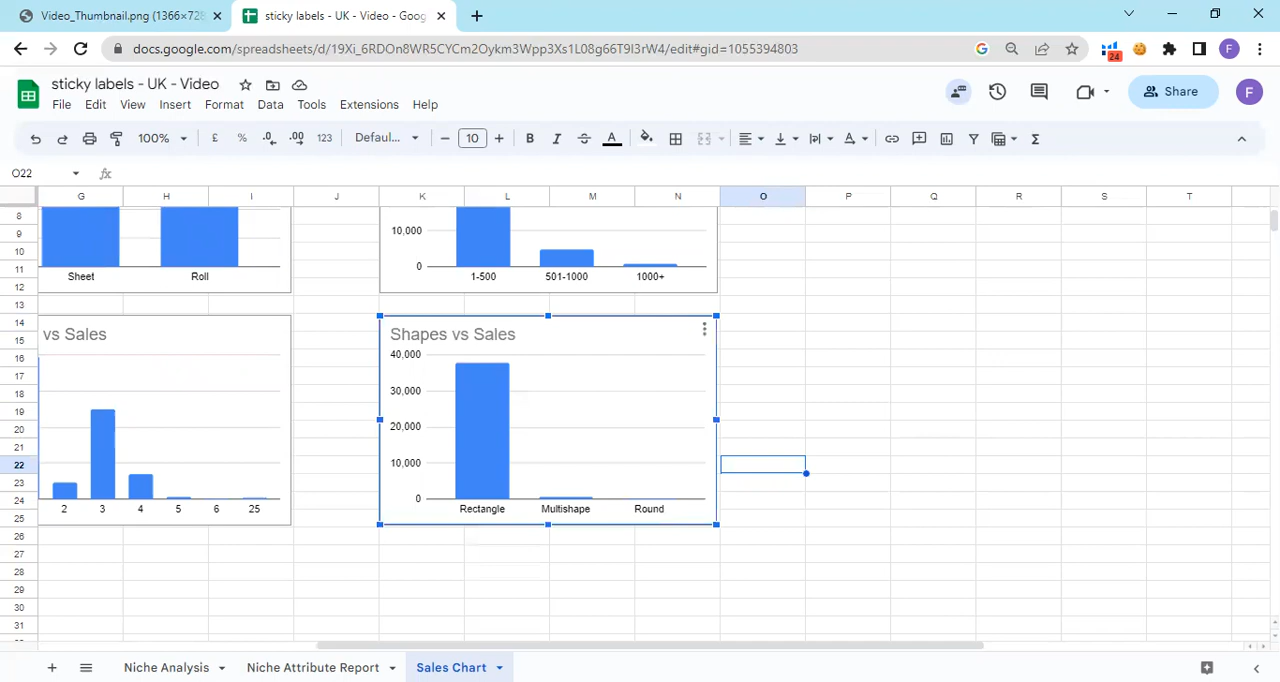 Video_Thumbnail.png (1366×728
sticky labels - UK - Video - Goog
docs.google.com/spreadsheets/d/19Xi_6RDOn8WR5CYCm2Oykm3Wpp3Xs1L08g66T9I3rW4/edit#gid=1055394803
24
F
sticky labels - UK - Video
File Edit View Insert Format Data Tools Extensions Help
Share
F
100% £ % .0 .00 123 Defaul... 10 B I S A Σ
O22 fx
G H I J K L M N O P Q R S T
8
9
10
11
12
13
14
15
16
17
18
19
20
21
22
23
24
25
26
27
28
29
30
31
Sheet Roll
10,000
0
1-500 501-1000 1000+
vs Sales
2 3 4 5 6 25
Shapes vs Sales
40,000
30,000
20,000
10,000
0
Rectangle Multishape Round
Niche Analysis Niche Attribute Report Sales Chart